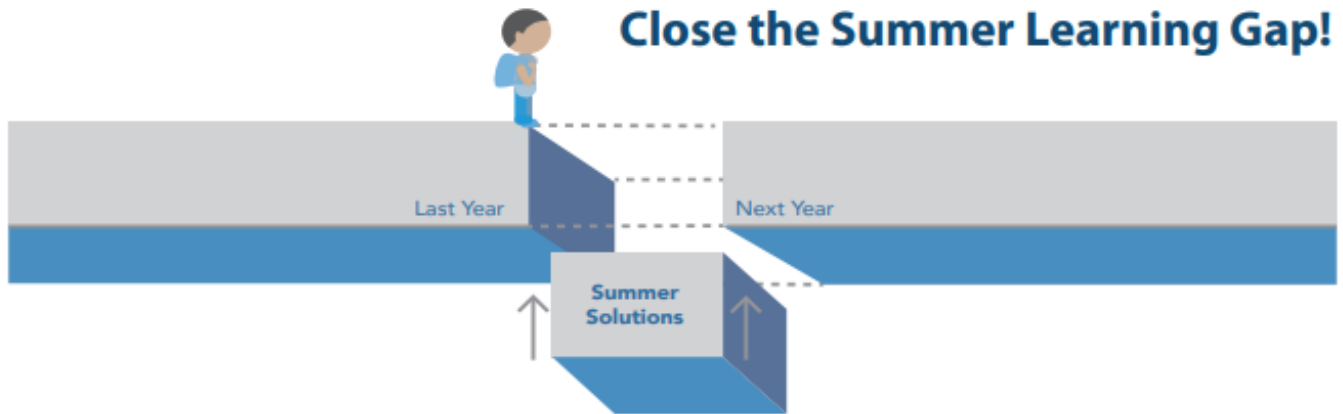 Close the Summer Learning Gap!
Last Year
Next Year
Summer
Solutions